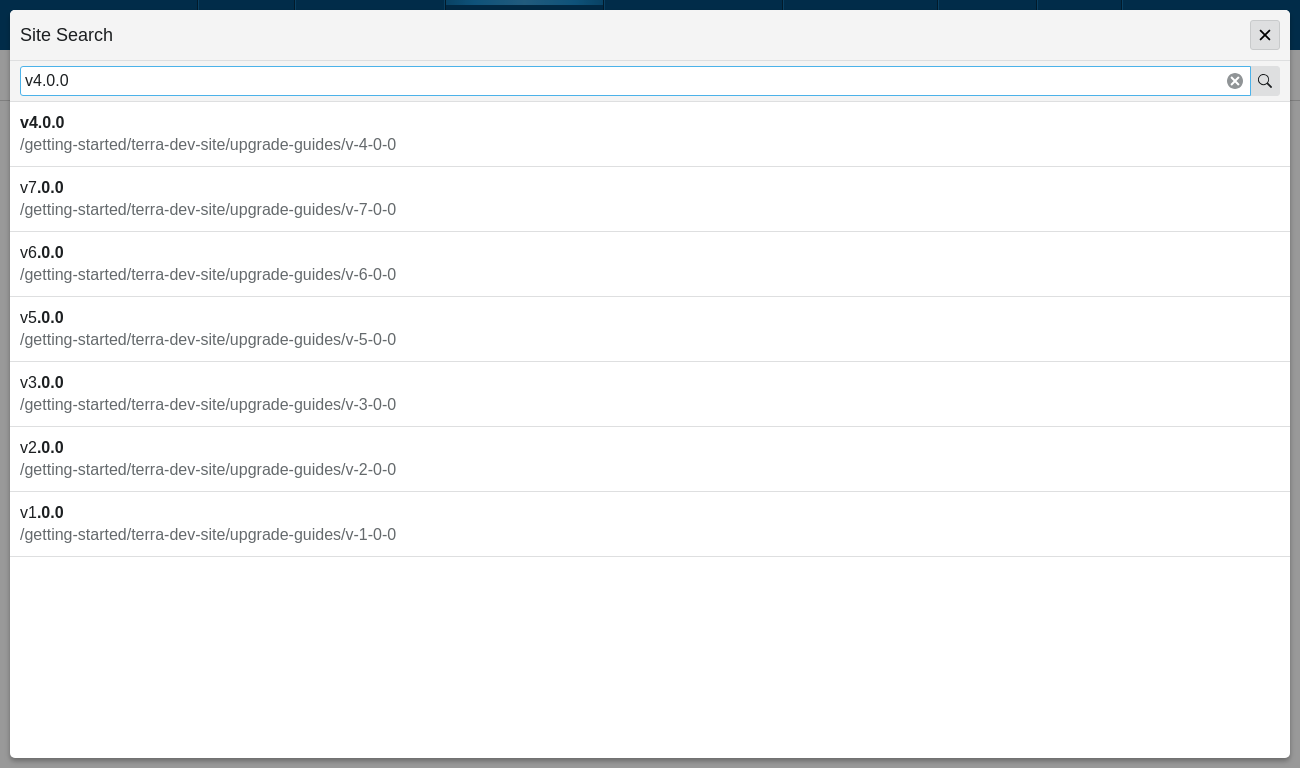 Site Search
v4.0.0
v4.0.0
/getting-started/terra-dev-site/upgrade-guides/v-4-0-0
v7.0.0
/getting-started/terra-dev-site/upgrade-guides/v-7-0-0
v6.0.0
/getting-started/terra-dev-site/upgrade-guides/v-6-0-0
v5.0.0
/getting-started/terra-dev-site/upgrade-guides/v-5-0-0
v3.0.0
/getting-started/terra-dev-site/upgrade-guides/v-3-0-0
v2.0.0
/getting-started/terra-dev-site/upgrade-guides/v-2-0-0
v1.0.0
/getting-started/terra-dev-site/upgrade-guides/v-1-0-0